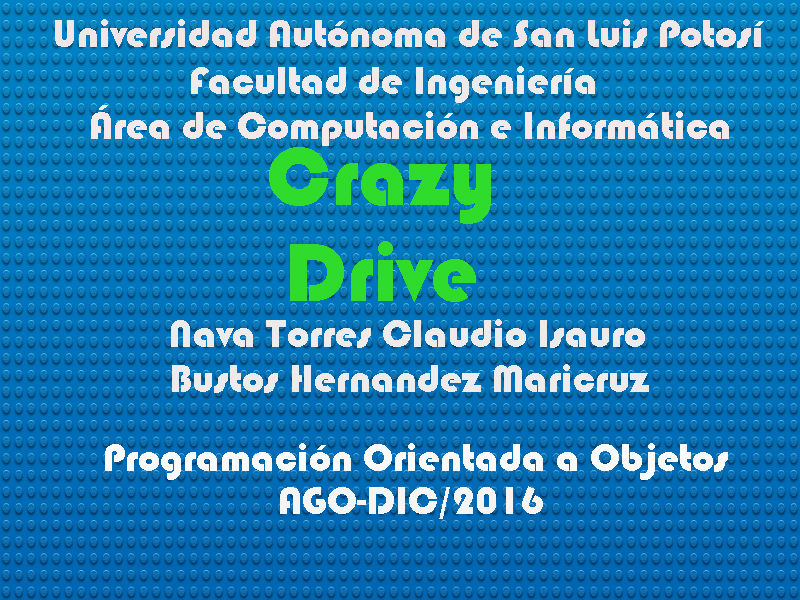 Universidad Autónoma de San Luis Potosí
Facultad de Ingeniería
Área de Computación e Informática
Crazy
Drive
Nava Torres Claudio Isauro
Bustos Hernandez Maricruz
Programación Orientada a Objetos
AGO-DIC/2016